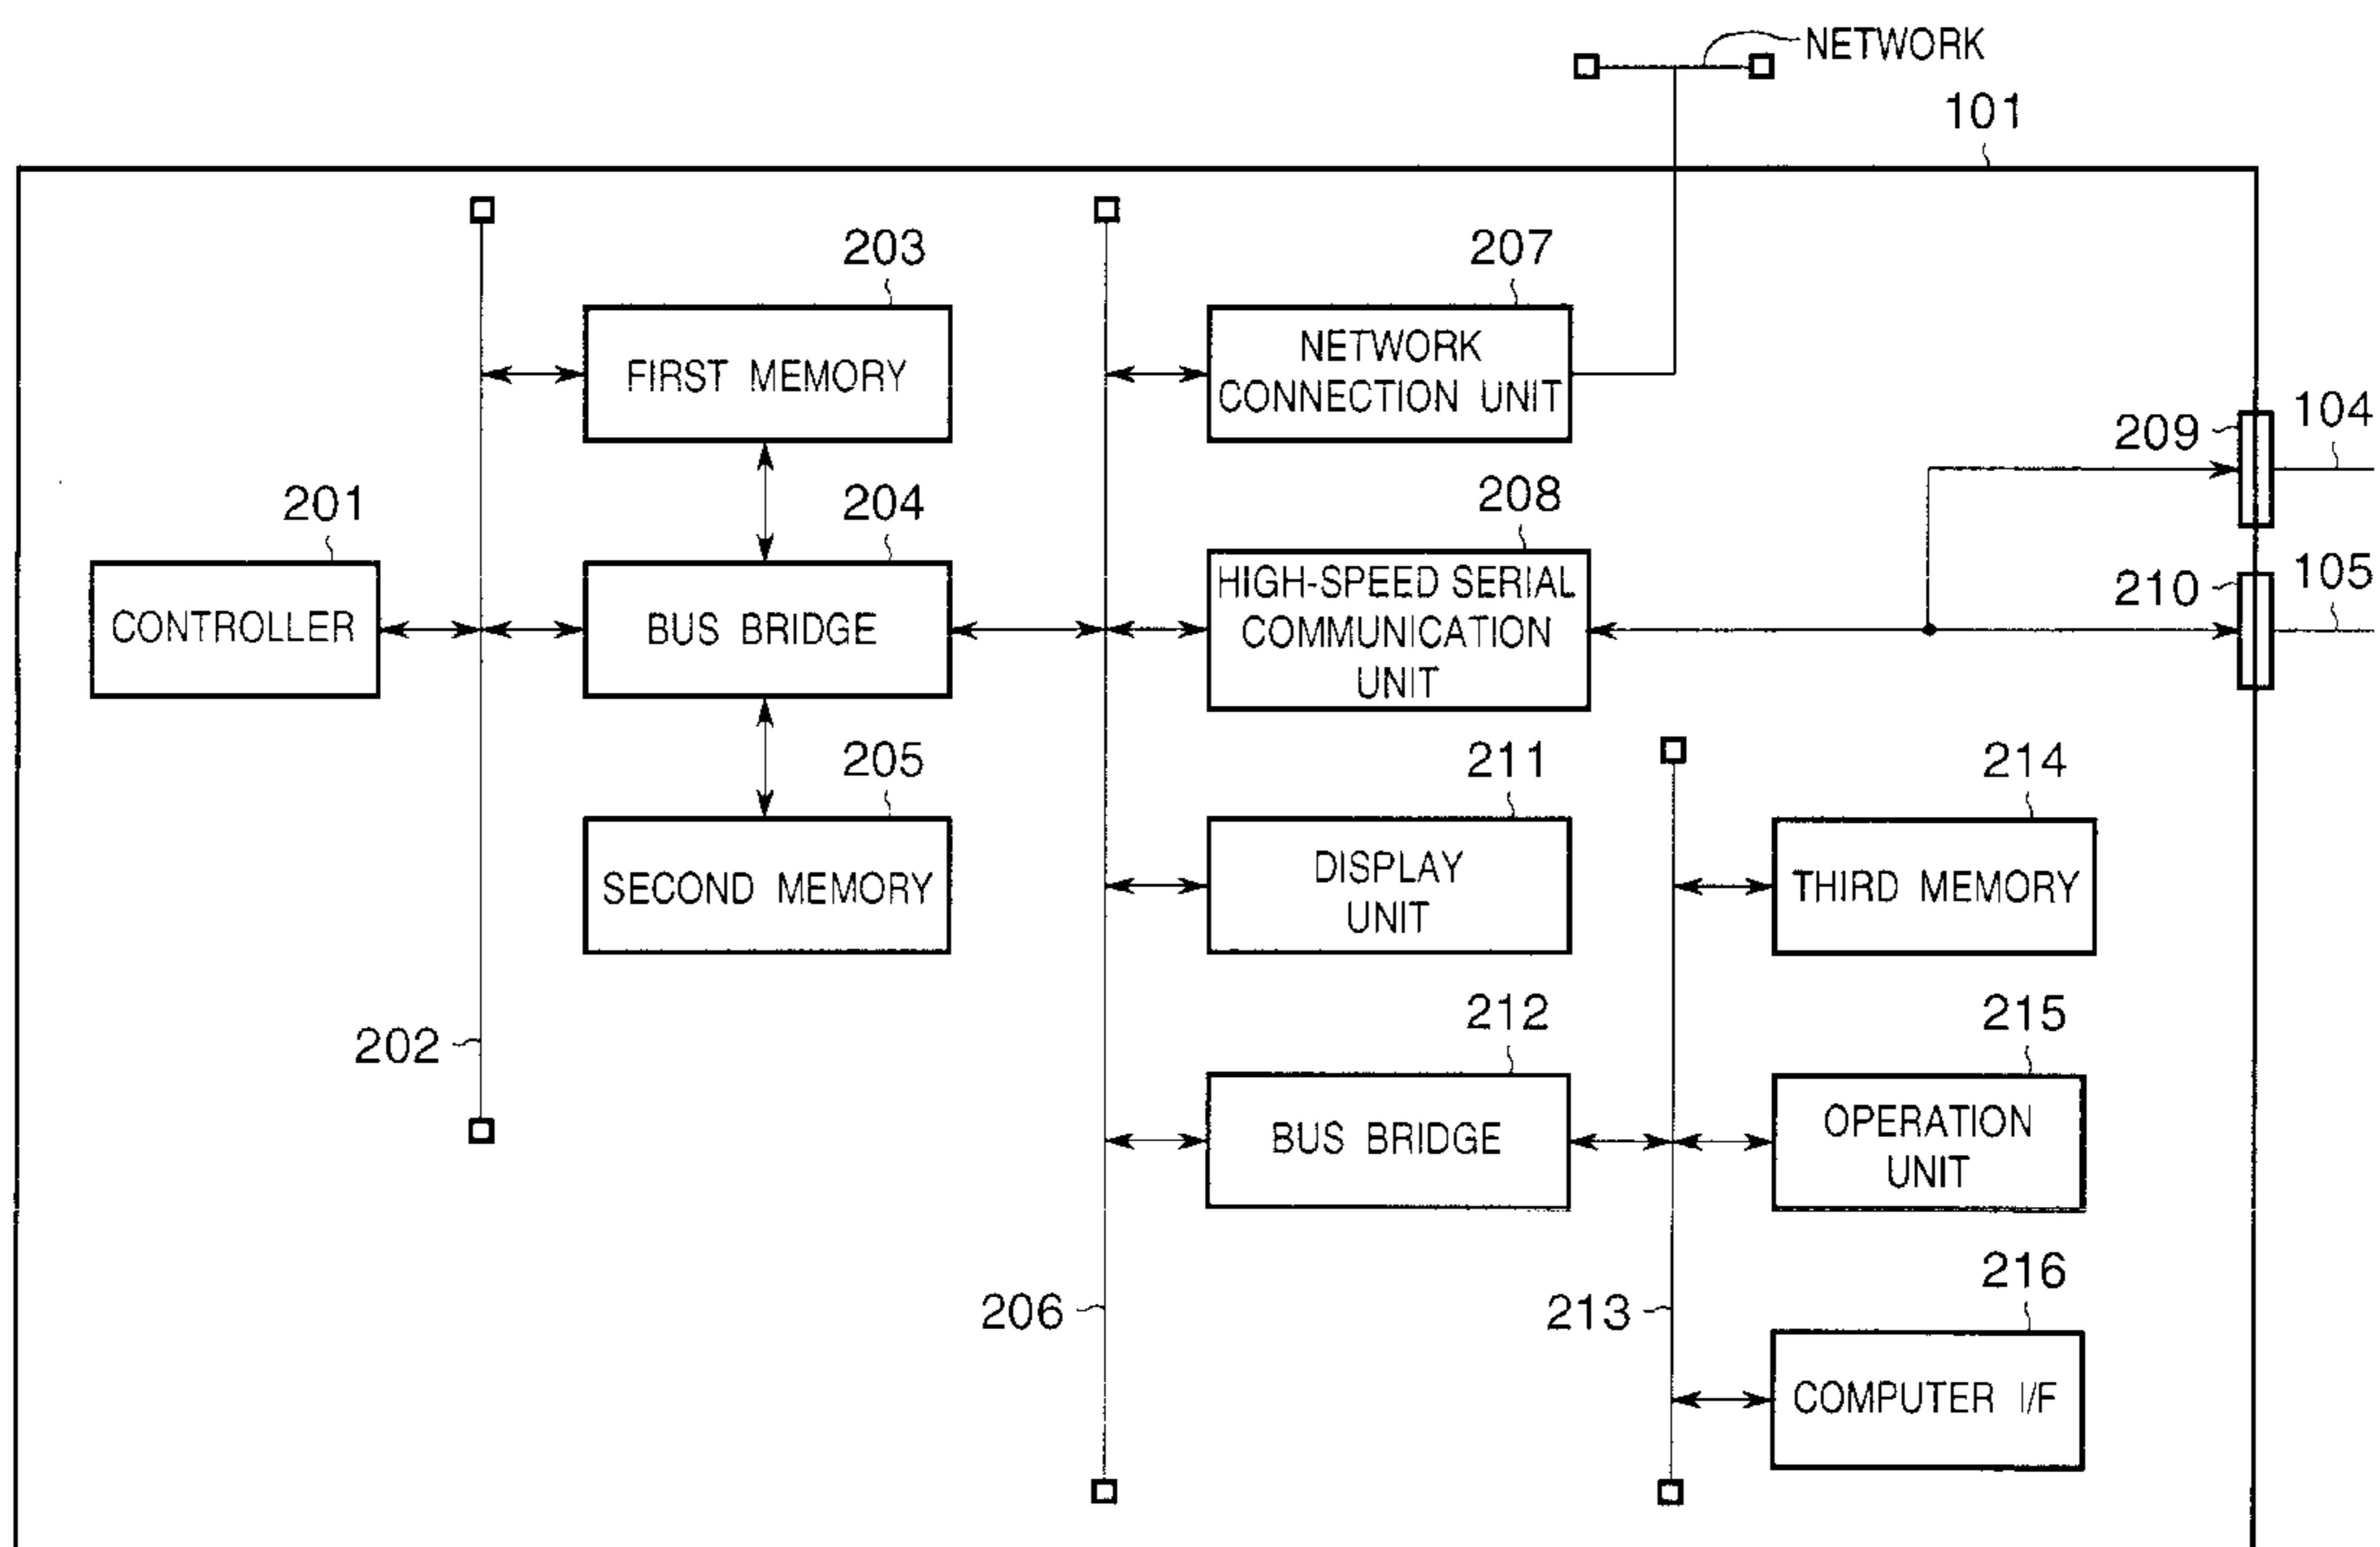 NETWORK
101
203
207
FIRST MEMORY
NETWORK
CONNECTION UNIT
209
104
201
204
208
CONTROLLER
BUS BRIDGE
HIGH-SPEED SERIAL
COMMUNICATION
UNIT
210
105
205
211
214
SECOND MEMORY
DISPLAY
UNIT
THIRD MEMORY
202
212
215
BUS BRIDGE
OPERATION
UNIT
206
213
216
COMPUTER I/F